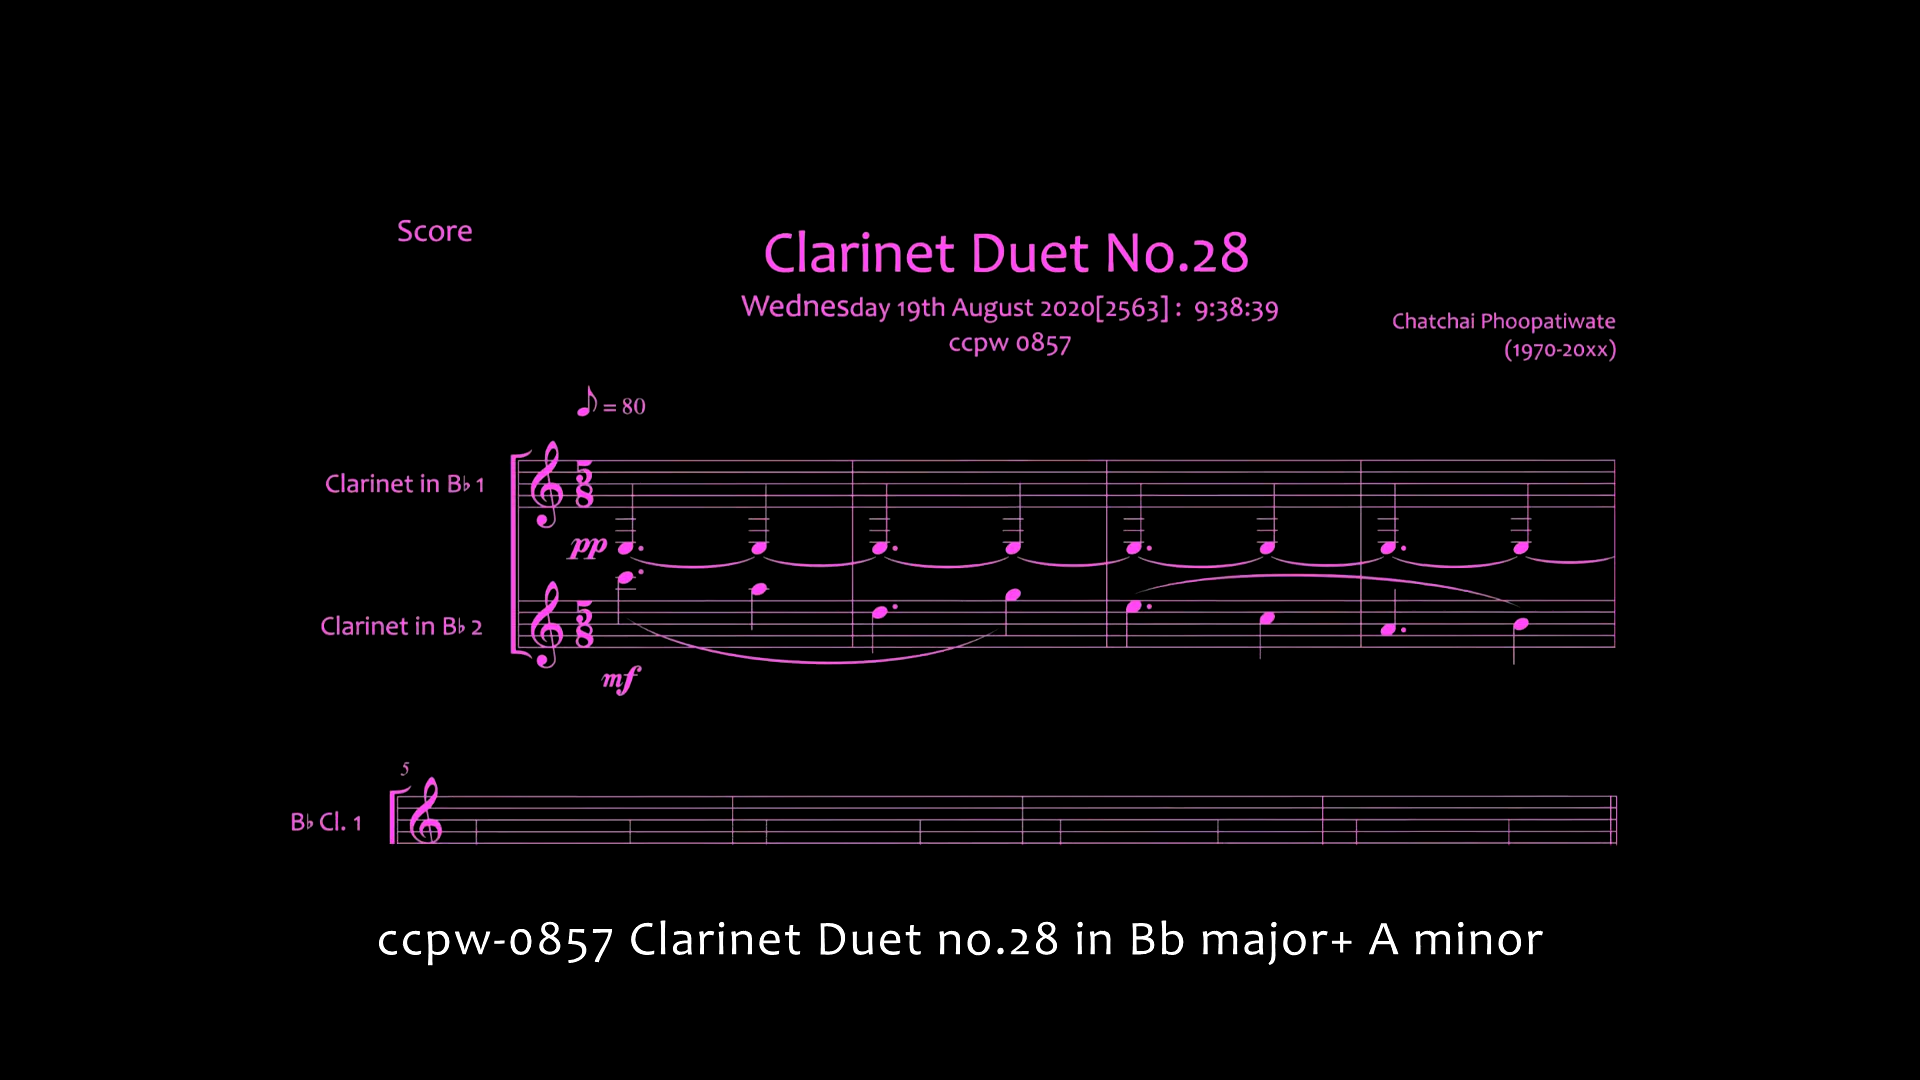 Score
Clarinet Duet No.28
Wednesday 19th August 2020[2563] : 9:38:39
ccpw 0857
Chatchai Phoopatiwate
(1970-20xx)
♪ = 80
Clarinet in B♭ 1
5
8
pp
Clarinet in B♭ 2
5
8
mf
5
B♭ Cl. 1
ccpw-0857 Clarinet Duet no.28 in Bb major+ A minor